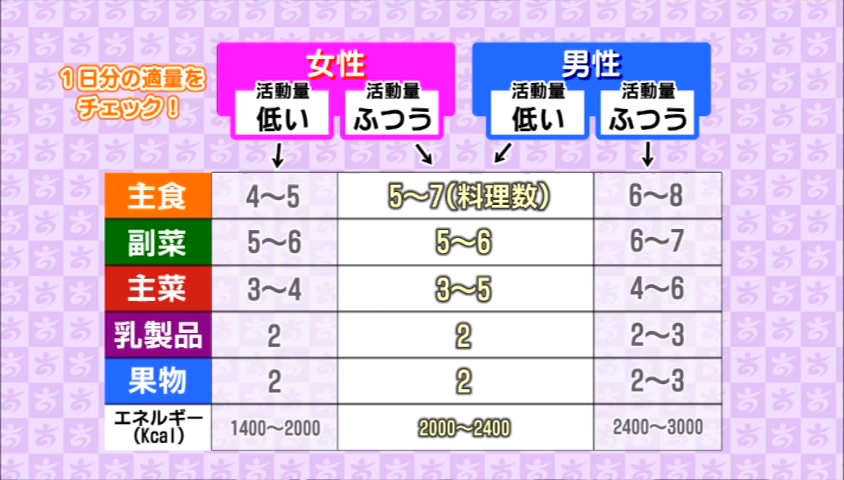 1日分の適量を
チェック!
女性
男性
活動量
低い
活動量
ふつう
活動量
低い
活動量
ふつう
主食 4〜5 5〜7(料理数) 6〜8
副菜 5〜6 5〜6 6〜7
主菜 3〜4 3〜5 4〜6
乳製品 2 2 2〜3
果物 2 2 2〜3
エネルギー
(Kcal) 1400〜2000 2000〜2400 2400〜3000